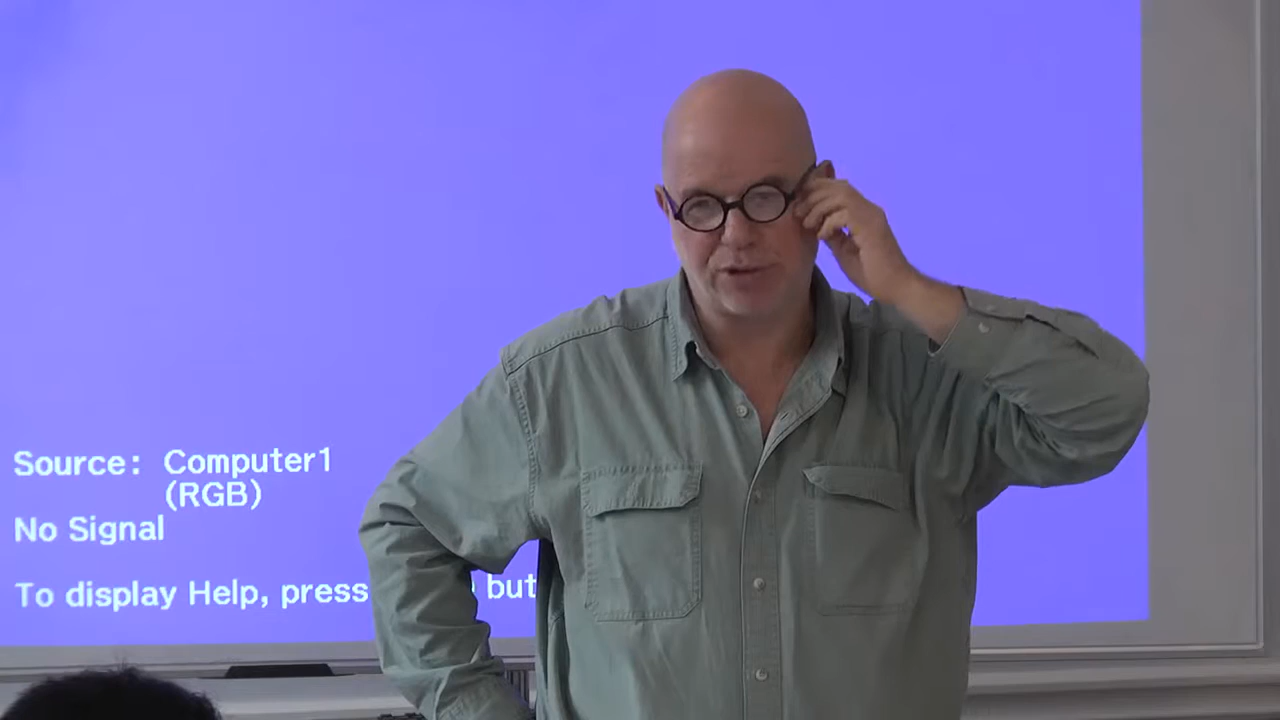 Source: Computer1
(RGB)
No Signal
To display Help, press but